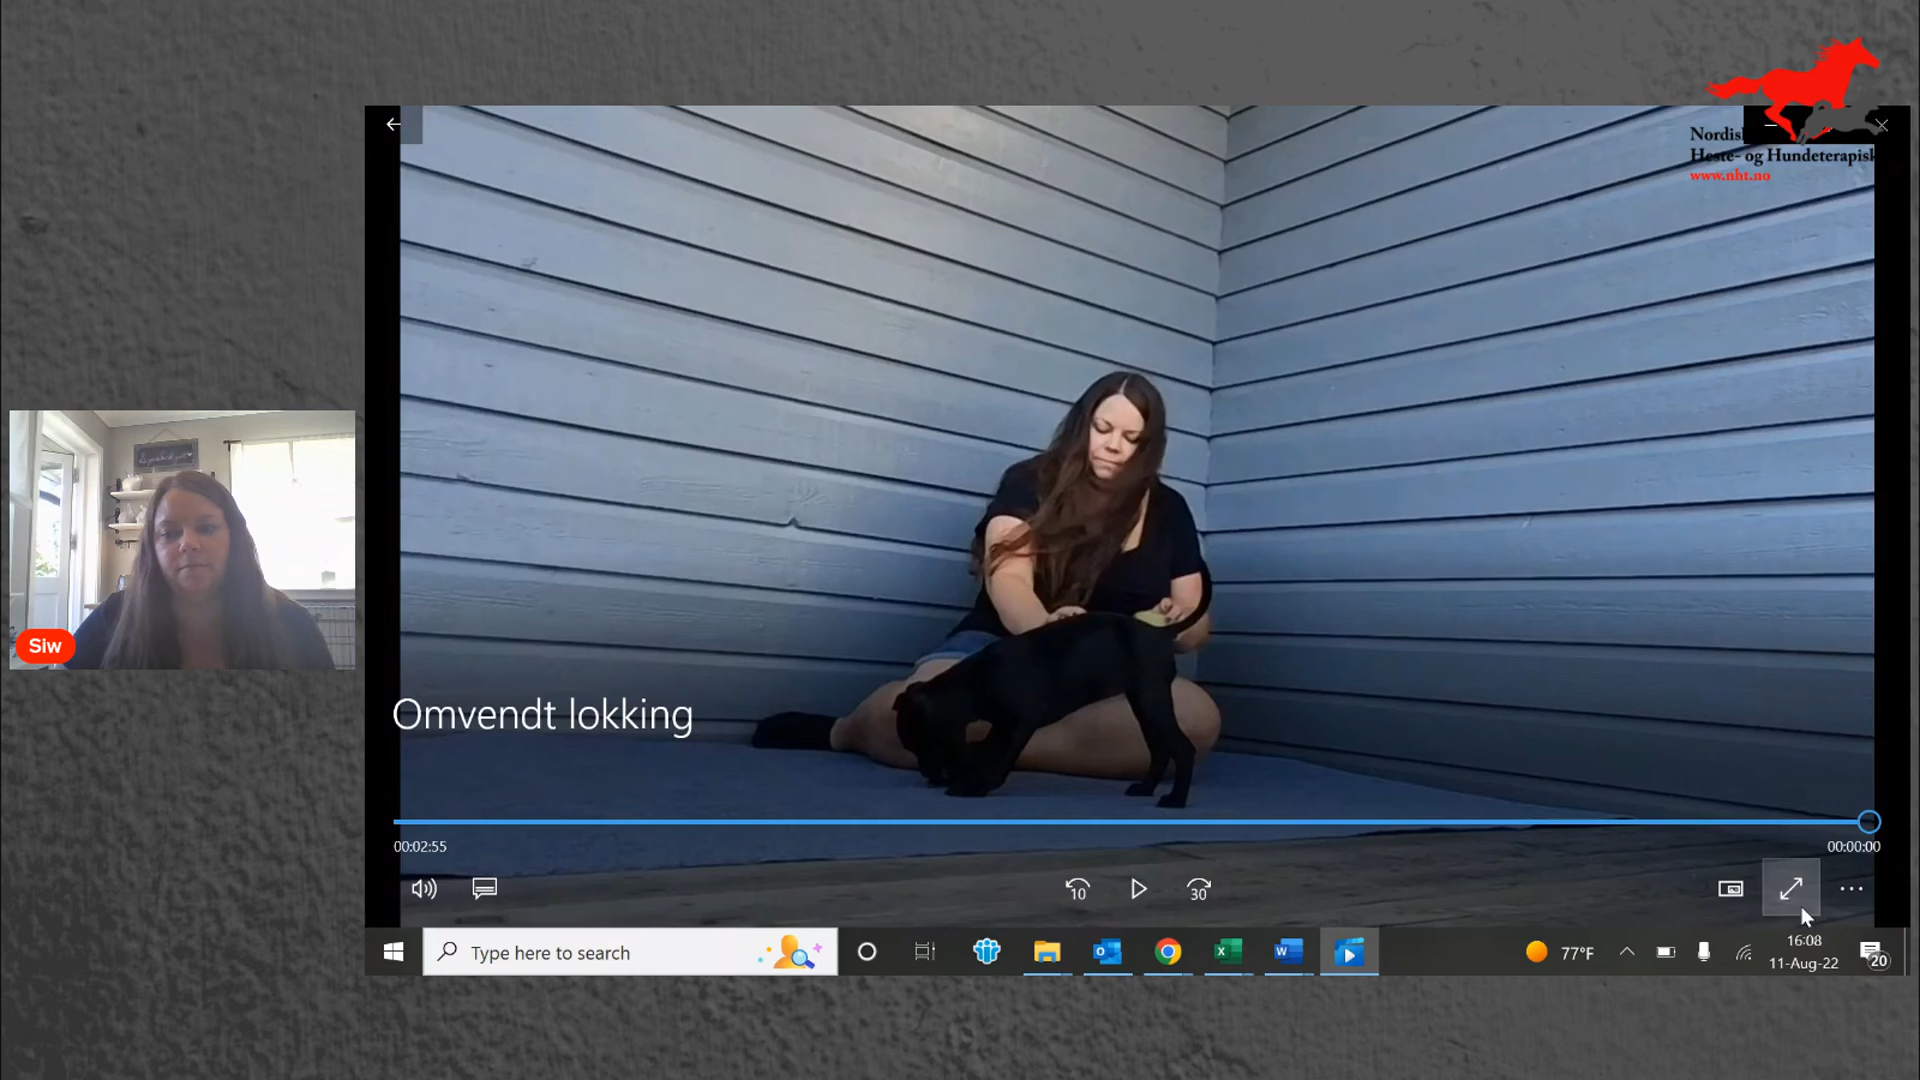 Nordisk
Heste- og Hundeterapisk
www.nht.no
Siw
Omvendt lokking
00:02:55
00:00:00
10
30
Type here to search
77°F
16:08
11-Aug-22
20